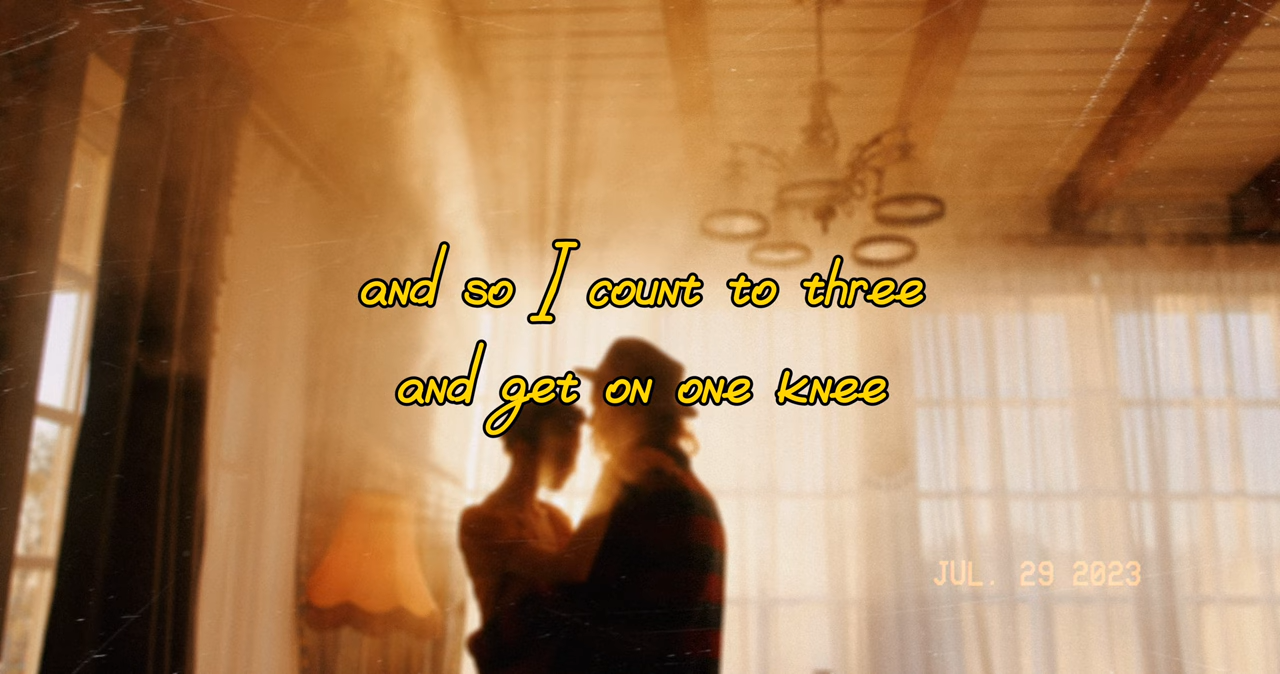 and so I count to three
and get on one knee
JUL. 29 2023